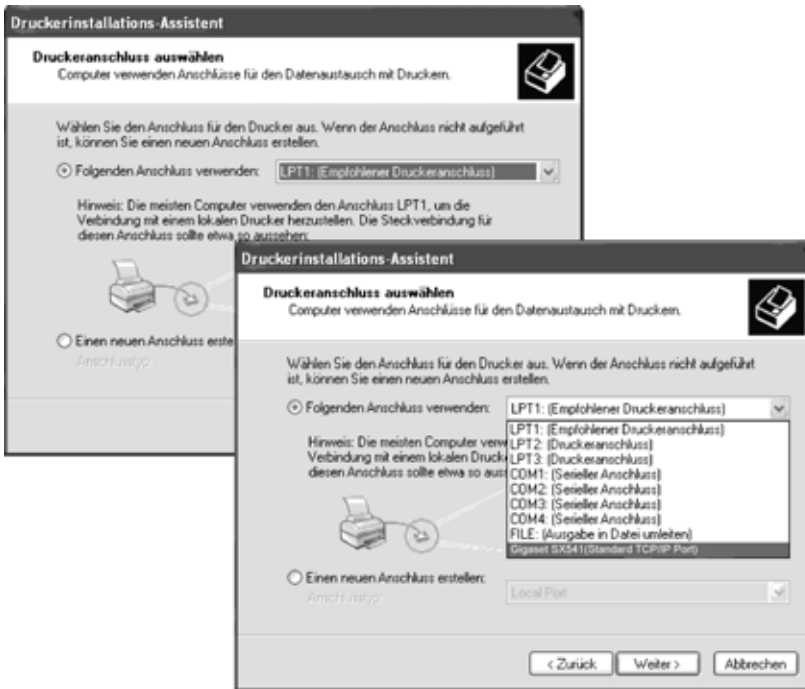 Druckerinstallations-Assistent
Druckeranschluss auswählen
Computer verwenden Anschlüsse für den Datenaustausch mit Druckern.
Wählen Sie den Anschluss für den Drucker aus. Wenn der Anschluss nicht aufgeführt
ist, können Sie einen neuen Anschluss erstellen.
Folgenden Anschluss verwenden:
LPT1: (Empfohlener Druckeranschluss)
Hinweis: Die meisten Computer verwenden den Anschluss LPT1, um die
Verbindung mit einem lokalen Drucker herzustellen. Die Steckverbindung für
diesen Anschluss sollte etwa so aussehen:
Einen neuen Anschluss erste
Anschlusstyp:
Druckerinstallations-Assistent
Druckeranschluss auswählen
Computer verwenden Anschlüsse für den Datenaustausch mit Druckern.
Wählen Sie den Anschluss für den Drucker aus. Wenn der Anschluss nicht aufgeführt
ist, können Sie einen neuen Anschluss erstellen.
Folgenden Anschluss verwenden:
LPT1: (Empfohlener Druckeranschluss)
LPT1: (Empfohlener Druckeranschluss)
LPT2: (Druckeranschluss)
LPT3: (Druckeranschluss)
COM1: (Serieller Anschluss)
COM2: (Serieller Anschluss)
COM3: (Serieller Anschluss)
COM4: (Serieller Anschluss)
FILE: (Ausgabe in Datei umleiten)
Gigaset SX541(Standard TCP/IP Port)
Hinweis: Die meisten Computer verw
Verbindung mit einem lokalen Druck
diesen Anschluss sollte etwa so auss
Einen neuen Anschluss erstellen:
Anschlusstyp:
Local Port
< Zurück
Weiter >
Abbrechen